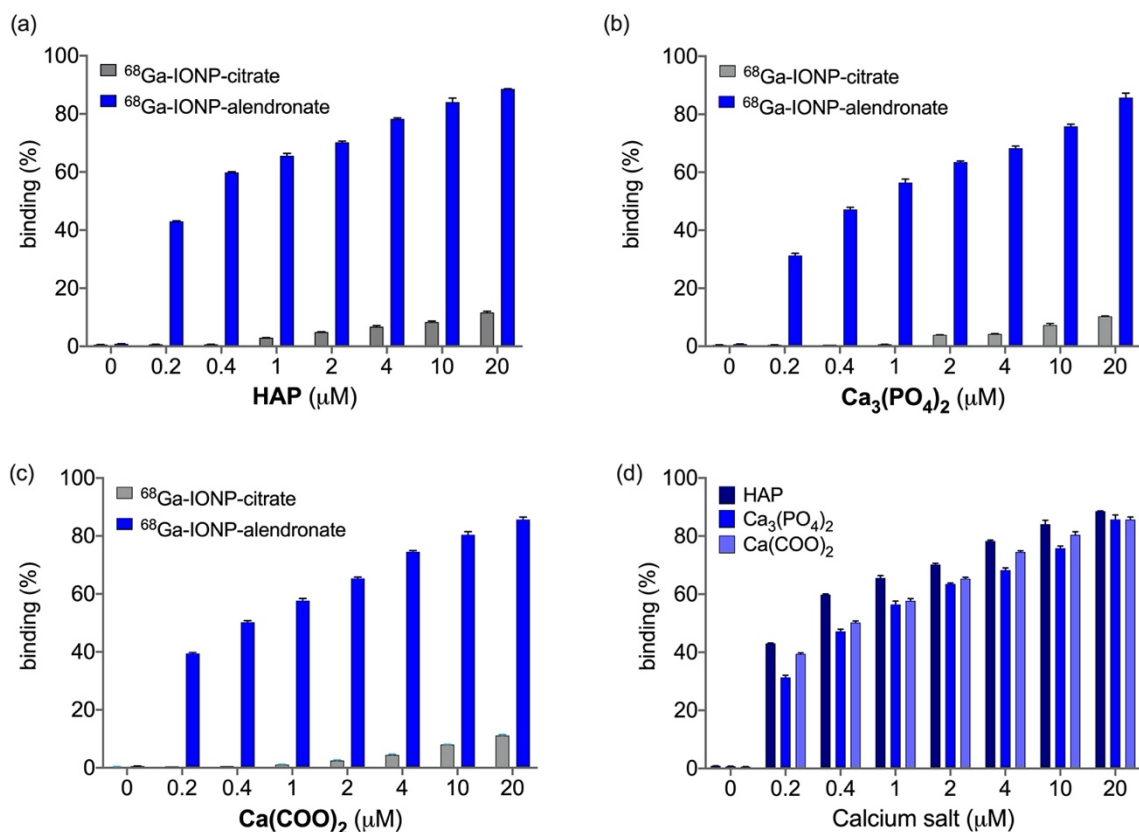 (a)
100
80
60
40
20
0
binding (%)
⁶⁸Ga-IONP-citrate
⁶⁸Ga-IONP-alendronate
0 0.2 0.4 1 2 4 10 20
HAP (μM)
(b)
100
80
60
40
20
0
binding (%)
⁶⁸Ga-IONP-citrate
⁶⁸Ga-IONP-alendronate
0 0.2 0.4 1 2 4 10 20
Ca₃(PO₄)₂ (μM)
(c)
100
80
60
40
20
0
binding (%)
⁶⁸Ga-IONP-citrate
⁶⁸Ga-IONP-alendronate
0 0.2 0.4 1 2 4 10 20
Ca(COO)₂ (μM)
(d)
100
80
60
40
20
0
binding (%)
HAP
Ca₃(PO₄)₂
Ca(COO)₂
0 0.2 0.4 1 2 4 10 20
Calcium salt (μM)